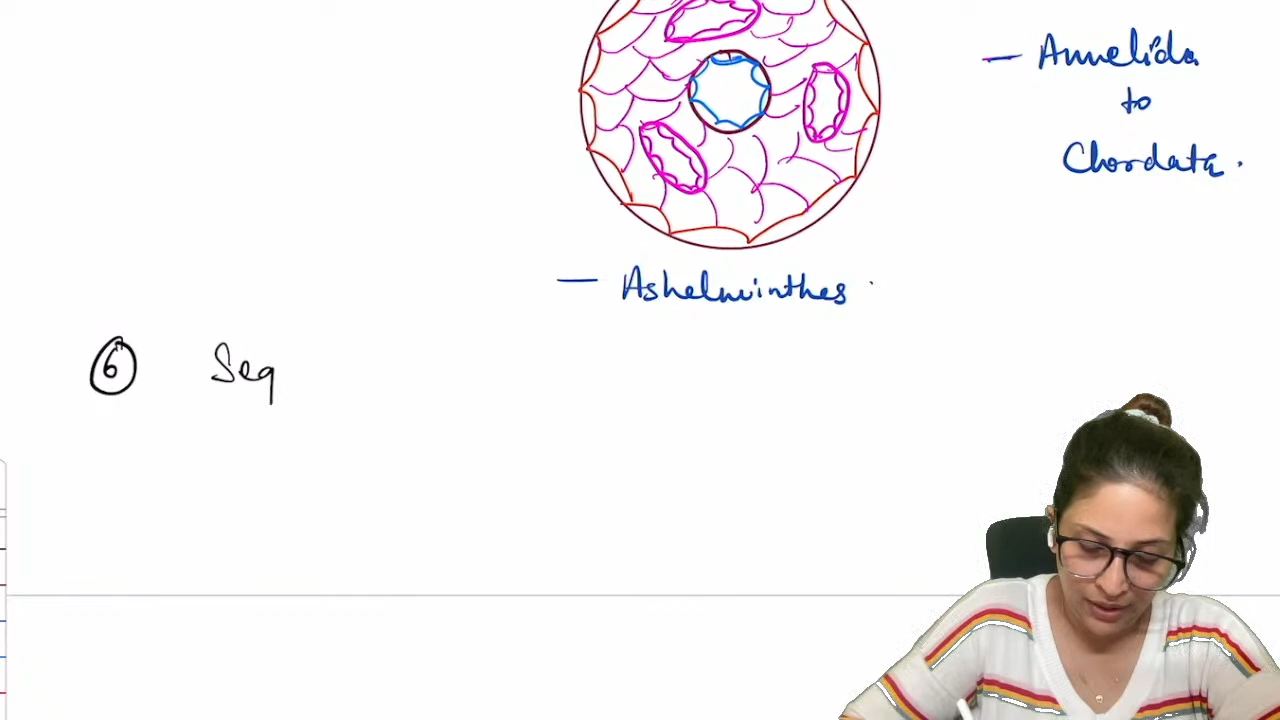 — Annelida
to
Chordata.
— Ashelminthes
6 Seg